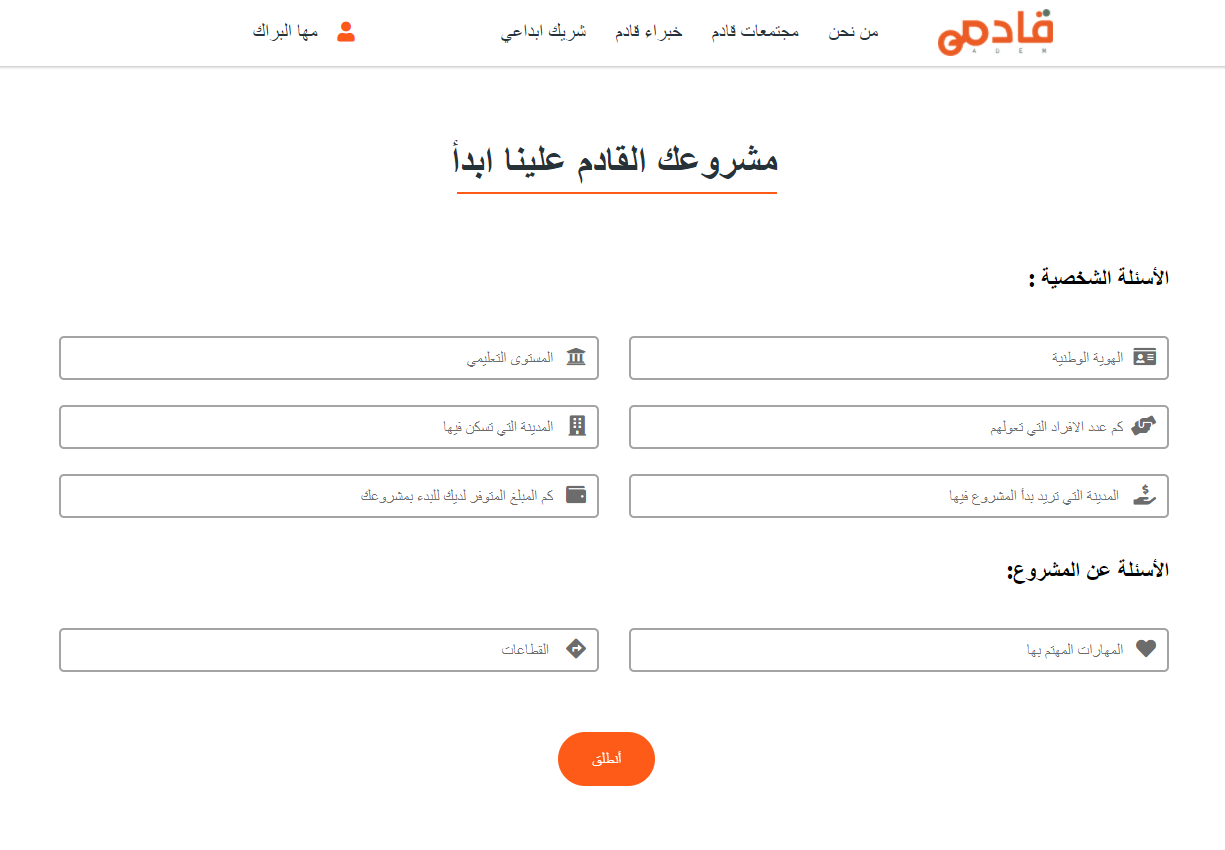 قادم
ADEM
من نحن
مجتمعات قادم
خبراء قادم
شريك ابداعي
مها البراك
مشروعك القادم علينا ابدأ
الأسئلة الشخصية :
الهوية الوطنية
المستوى التعليمي
كم عدد الافراد التي تعولهم
المدينة التي تسكن فيها
المدينة التي تريد بدأ المشروع فيها
كم المبلغ المتوفر لديك للبدء بمشروعك
الأسئلة عن المشروع:
المهارات المهتم بها
القطاعات
أنطلق